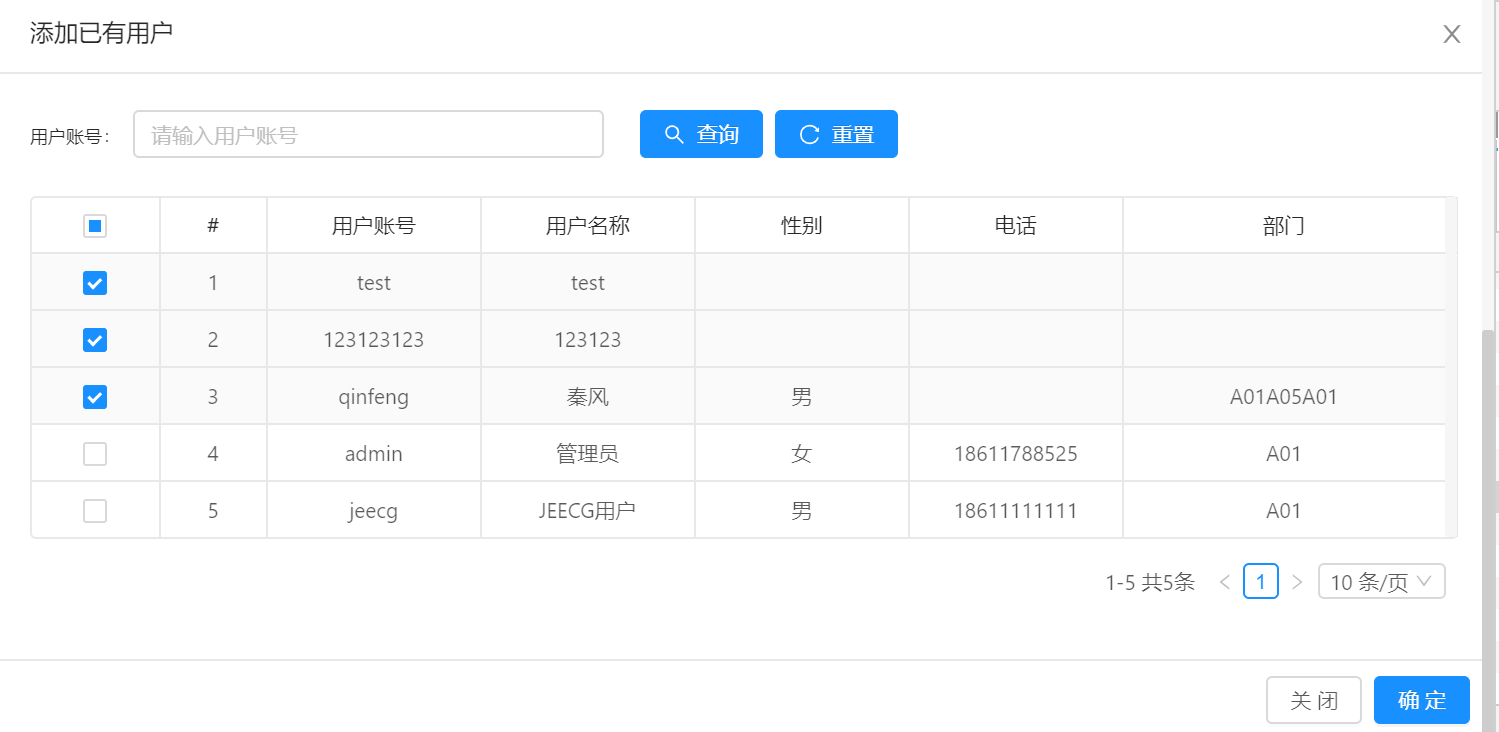 添加已有用户
用户账号: 请输入用户账号 查询 重置
# 用户账号 用户名称 性别 电话 部门
1 test test
2 123123123 123123
3 qinfeng 秦风 男 A01A05A01
4 admin 管理员 女 18611788525 A01
5 jeecg JEECG用户 男 18611111111 A01
1-5 共5条 < 1 > 10 条/页
关 闭 确 定